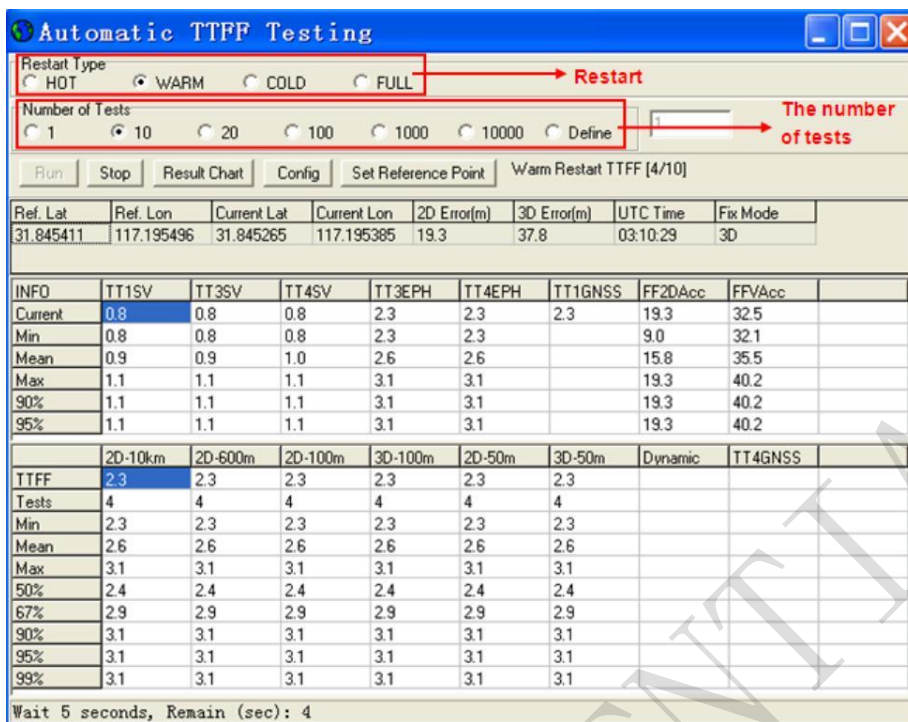 Automatic TTFF Testing
Restart Type
HOT WARM COLD FULL
Restart
Number of Tests
1 10 20 100 1000 10000 Define 1
The number
of tests
Run Stop Result Chart Config Set Reference Point Warm Restart TTFF [4/10]
Ref. Lat Ref. Lon Current Lat Current Lon 2D Error(m) 3D Error(m) UTC Time Fix Mode
31.845411 117.195496 31.845265 117.195385 19.3 37.8 03:10:29 3D
INFO TT1SV TT3SV TT4SV TT3EPH TT4EPH TT1GNSS FF2DAcc FFVAcc
Current 0.8 0.8 0.8 2.3 2.3 2.3 19.3 32.5
Min 0.8 0.8 0.8 2.3 2.3 9.0 32.1
Mean 0.9 0.9 1.0 2.6 2.6 15.8 35.5
Max 1.1 1.1 1.1 3.1 3.1 19.3 40.2
90% 1.1 1.1 1.1 3.1 3.1 19.3 40.2
95% 1.1 1.1 1.1 3.1 3.1 19.3 40.2
2D-10km 2D-600m 2D-100m 3D-100m 2D-50m 3D-50m Dynamic TT4GNSS
TTFF 2.3 2.3 2.3 2.3 2.3 2.3
Tests 4 4 4 4 4 4
Min 2.3 2.3 2.3 2.3 2.3 2.3
Mean 2.6 2.6 2.6 2.6 2.6 2.6
Max 3.1 3.1 3.1 3.1 3.1 3.1
50% 2.4 2.4 2.4 2.4 2.4 2.4
67% 2.9 2.9 2.9 2.9 2.9 2.9
90% 3.1 3.1 3.1 3.1 3.1 3.1
95% 3.1 3.1 3.1 3.1 3.1 3.1
99% 3.1 3.1 3.1 3.1 3.1 3.1
Wait 5 seconds, Remain (sec): 4